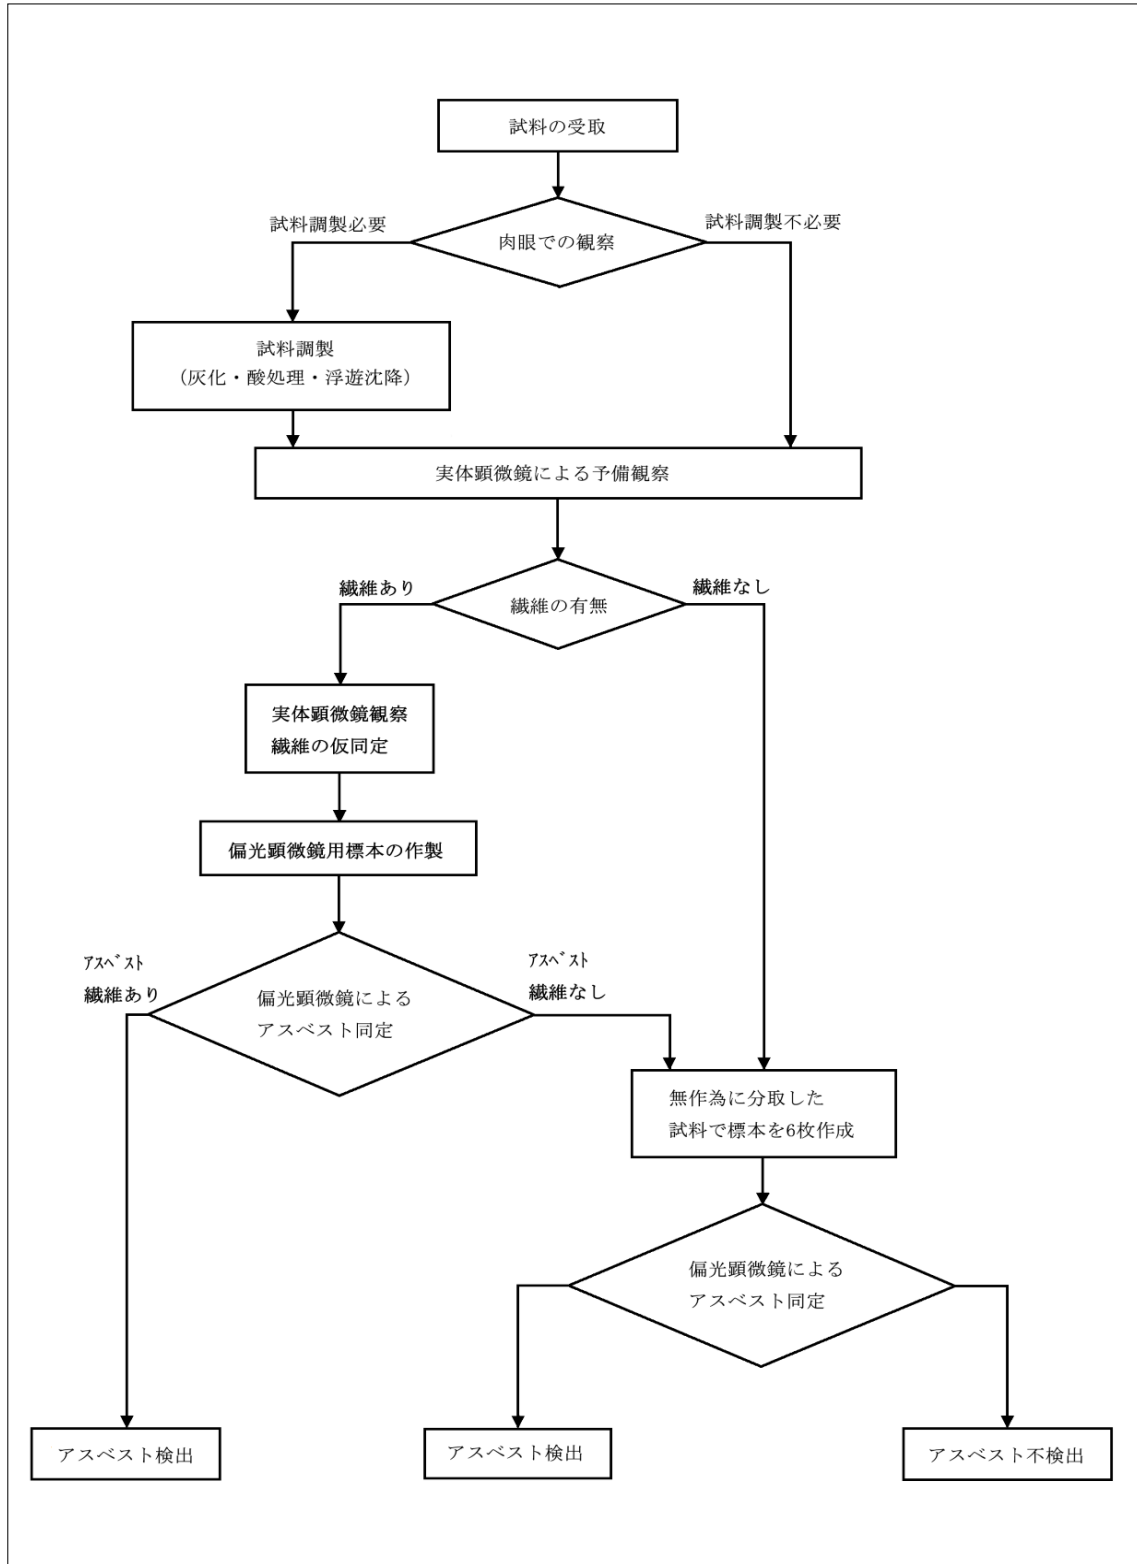 試料の受取
試料調製必要
試料調製不必要
肉眼での観察
試料調製
（灰化・酸処理・浮遊沈降）
実体顕微鏡による予備観察
繊維あり
繊維なし
繊維の有無
実体顕微鏡観察
繊維の仮同定
偏光顕微鏡用標本の作製
ｱｽﾍﾞｽﾄ
繊維あり
ｱｽﾍﾞｽﾄ
繊維なし
偏光顕微鏡による
アスベスト同定
無作為に分取した
試料で標本を6枚作成
偏光顕微鏡による
アスベスト同定
アスベスト検出
アスベスト検出
アスベスト不検出